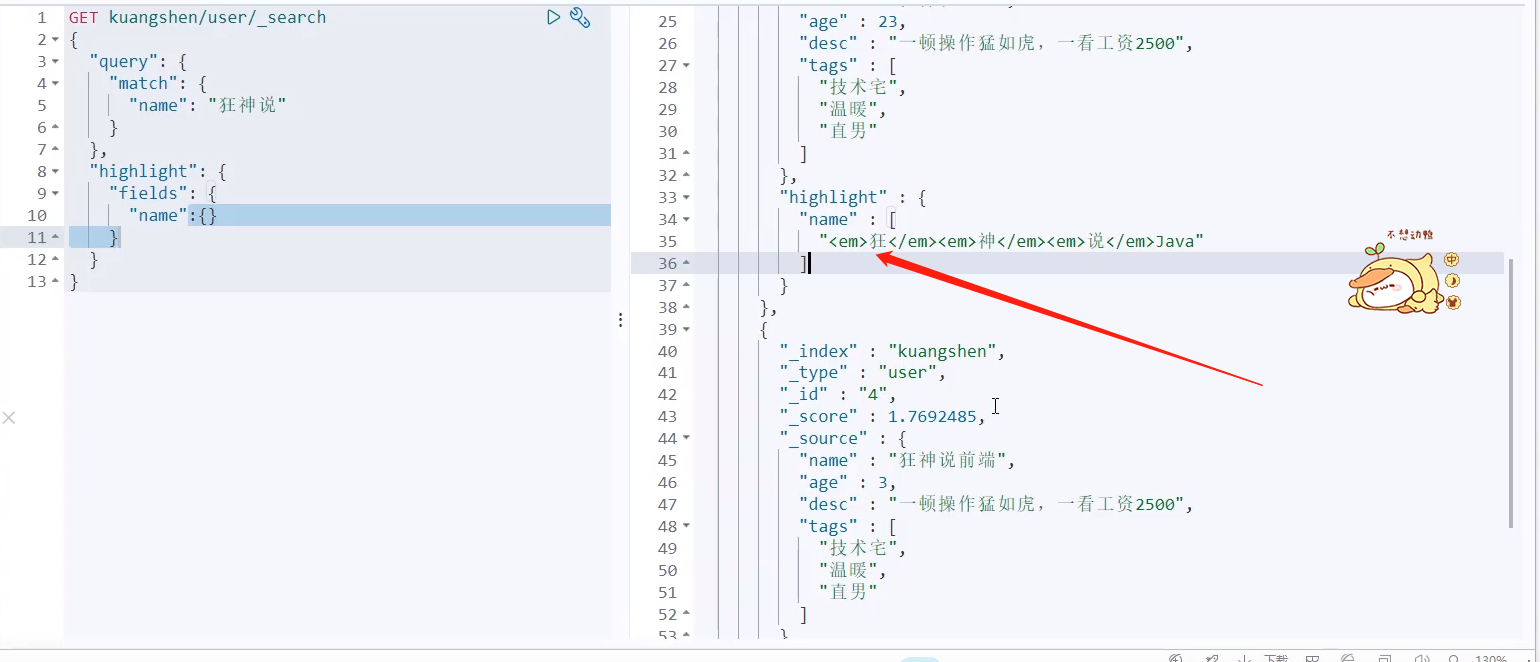 1 GET kuangshen/user/_search
2 {
3 "query": {
4 "match": {
5 "name": "狂神说"
6 }
7 },
8 "highlight": {
9 "fields": {
10 "name":{}
11 }
12 }
13 }
25 "age" : 23,
26 "desc" : "一顿操作猛如虎，一看工资2500",
27 "tags" : [
28 "技术宅",
29 "温暖",
30 "直男"
31 ]
32 },
33 "highlight" : {
34 "name" : [
35 "<em>狂</em><em>神</em><em>说</em>Java"
36 ]
37 }
38 },
39 {
40 "_index" : "kuangshen",
41 "_type" : "user",
42 "_id" : "4",
43 "_score" : 1.7692485,
44 "_source" : {
45 "name" : "狂神说前端",
46 "age" : 3,
47 "desc" : "一顿操作猛如虎，一看工资2500",
48 "tags" : [
49 "技术宅",
50 "温暖",
51 "直男"
52 ]
53 }
不想动鸭
中
下载
130%